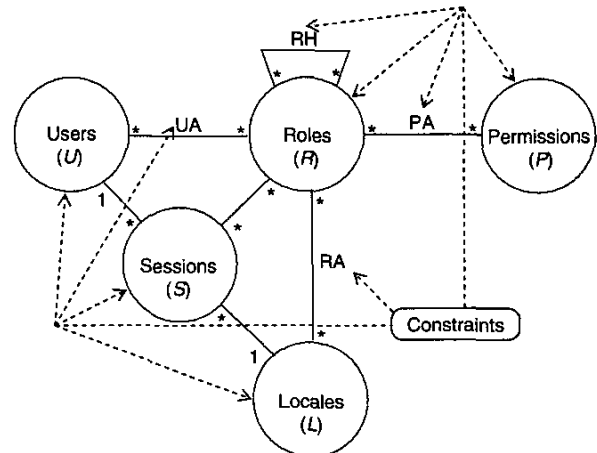 RH
* *
Users
(U)
* UA *
Roles
(R)
* PA *
Permissions
(P)
1
*
*
*
*
Sessions
(S)
RA
*
1
*
Constraints
Locales
(L)